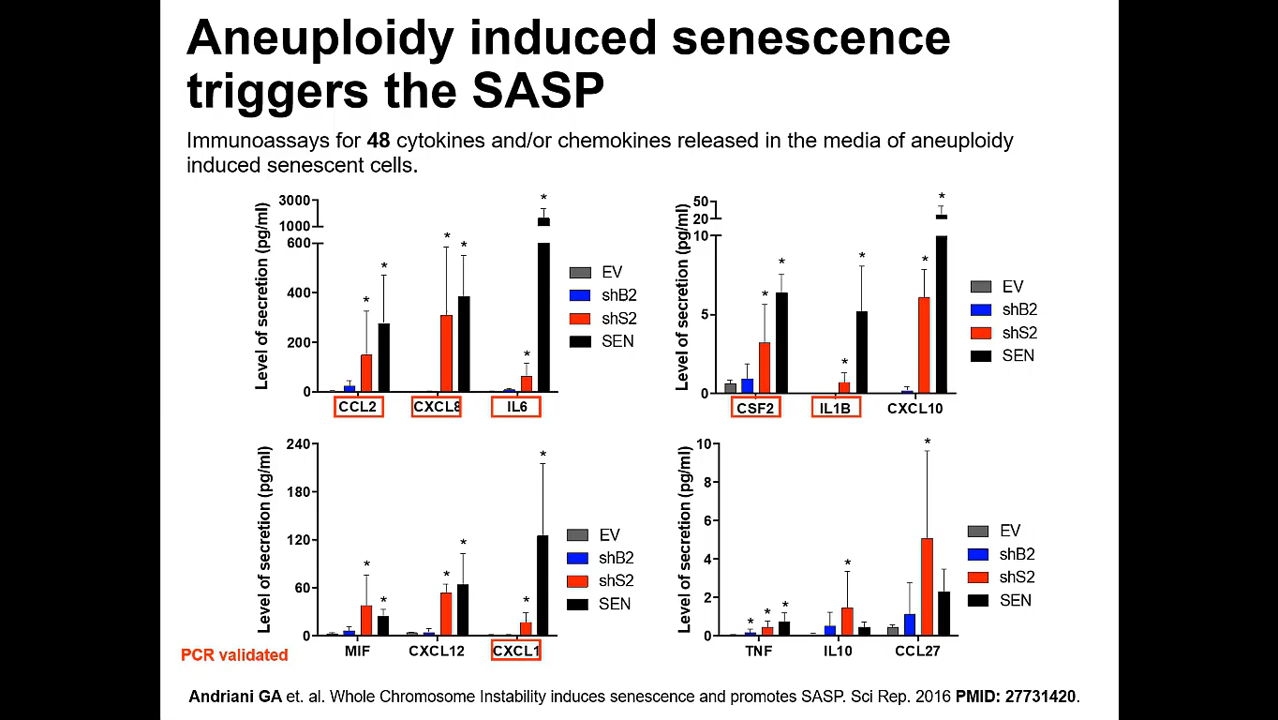 Aneuploidy induced senescence
triggers the SASP
Immunoassays for 48 cytokines and/or chemokines released in the media of aneuploidy
induced senescent cells.
Level of secretion (pg/ml)
3000
1000
600
400
200
0
* * * * * *
CCL2 CXCL8 IL6
EV
shB2
shS2
SEN
Level of secretion (pg/ml)
50
20
10
5
0
* * * * * *
CSF2 IL1B CXCL10
EV
shB2
shS2
SEN
Level of secretion (pg/ml)
240
180
120
60
0
* * * * * *
MIF CXCL12 CXCL1
EV
shB2
shS2
SEN
Level of secretion (pg/ml)
10
8
6
4
2
0
* * * * *
TNF IL10 CCL27
EV
shB2
shS2
SEN
PCR validated
Andriani GA et. al. Whole Chromosome Instability induces senescence and promotes SASP. Sci Rep. 2016 PMID: 27731420.